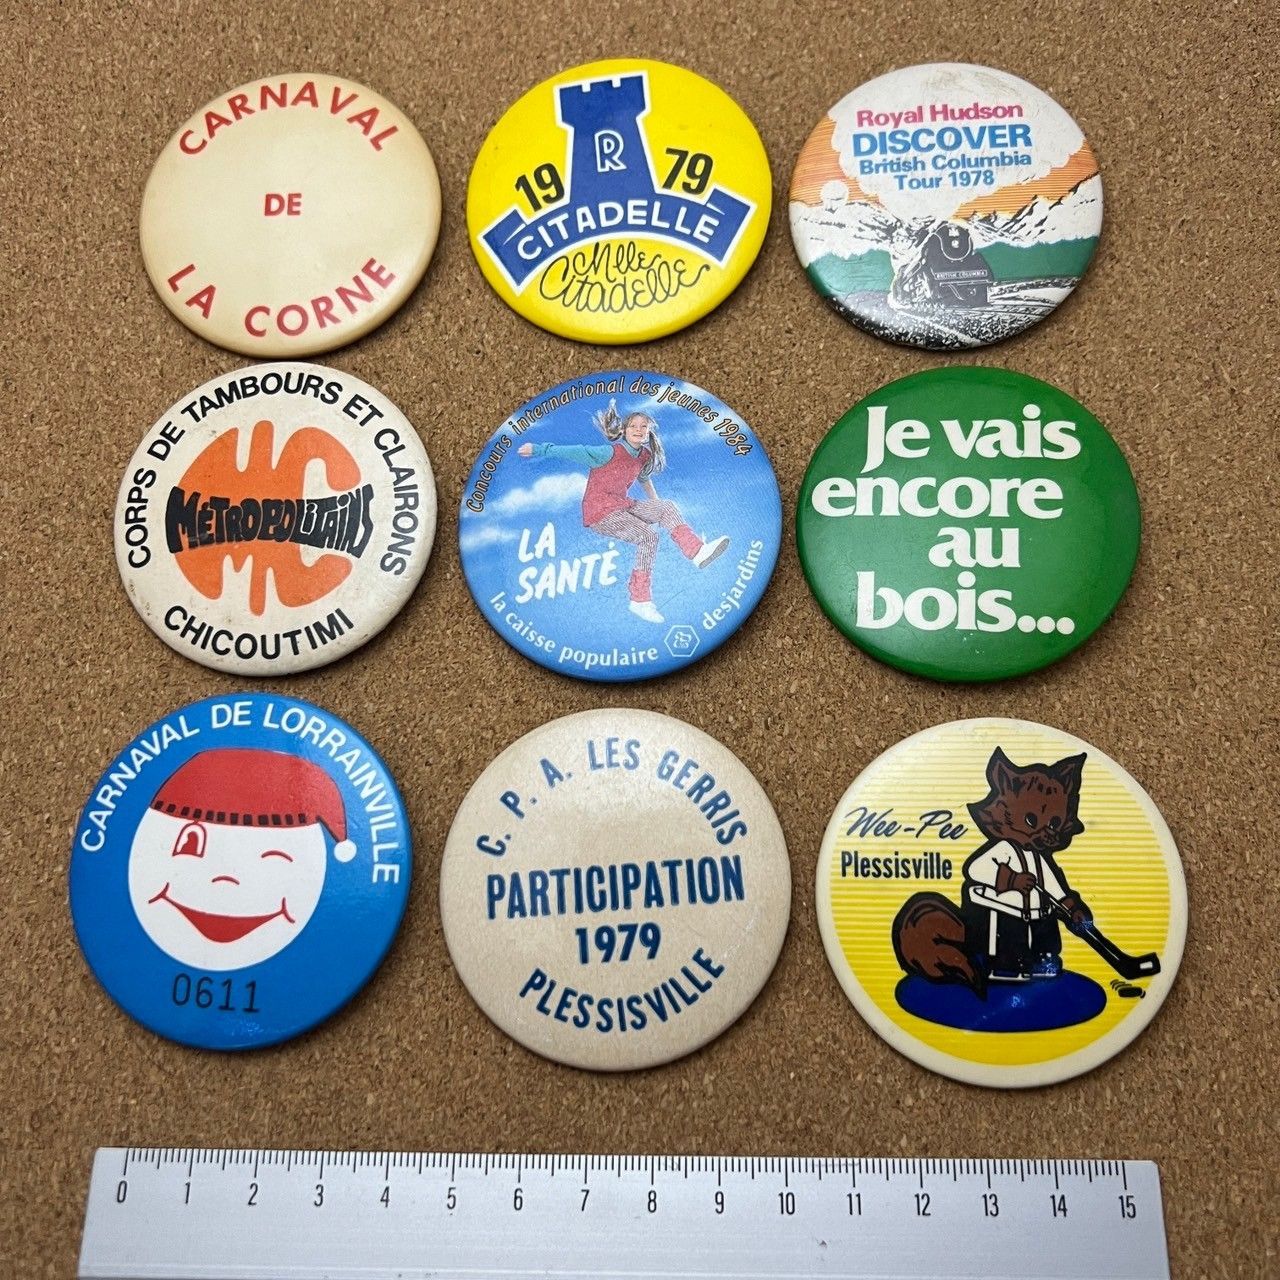 CARNAVAL
DE
LA CORNE
R
19 79
CITADELLE
Mlle
Citadelle
Royal Hudson
DISCOVER
British Columbia
Tour 1978
BRITISH COLUMBIA
CORPS DE TAMBOURS ET CLAIRONS
MC
MÉTROPOLITAINS
CHICOUTIMI
Concours international des jeunes 1984
LA
SANTÉ
la caisse populaire desjardins
Je vais
encore
au
bois...
CARNAVAL DE LORRAINVILLE
0611
C. P. A. LES GERRIS
PARTICIPATION
1979
PLESSISVILLE
Wee-Pee
Plessisville
0 1 2 3 4 5 6 7 8 9 10 11 12 13 14 15